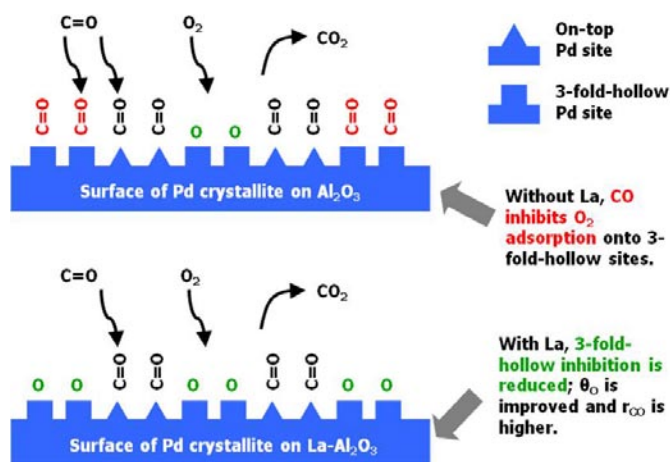 C=O O₂ CO₂
On-top
Pd site
3-fold-hollow
Pd site
C=O C=O C=O C=O O O C=O C=O C=O C=O
Surface of Pd crystallite on Al₂O₃
Without La, CO
inhibits O₂
adsorption onto 3-
fold-hollow sites.
C=O O₂ CO₂
O O C=O C=O O O C=O C=O O O
Surface of Pd crystallite on La-Al₂O₃
With La, 3-fold-
hollow inhibition is
reduced; θO is
improved and rCO is
higher.